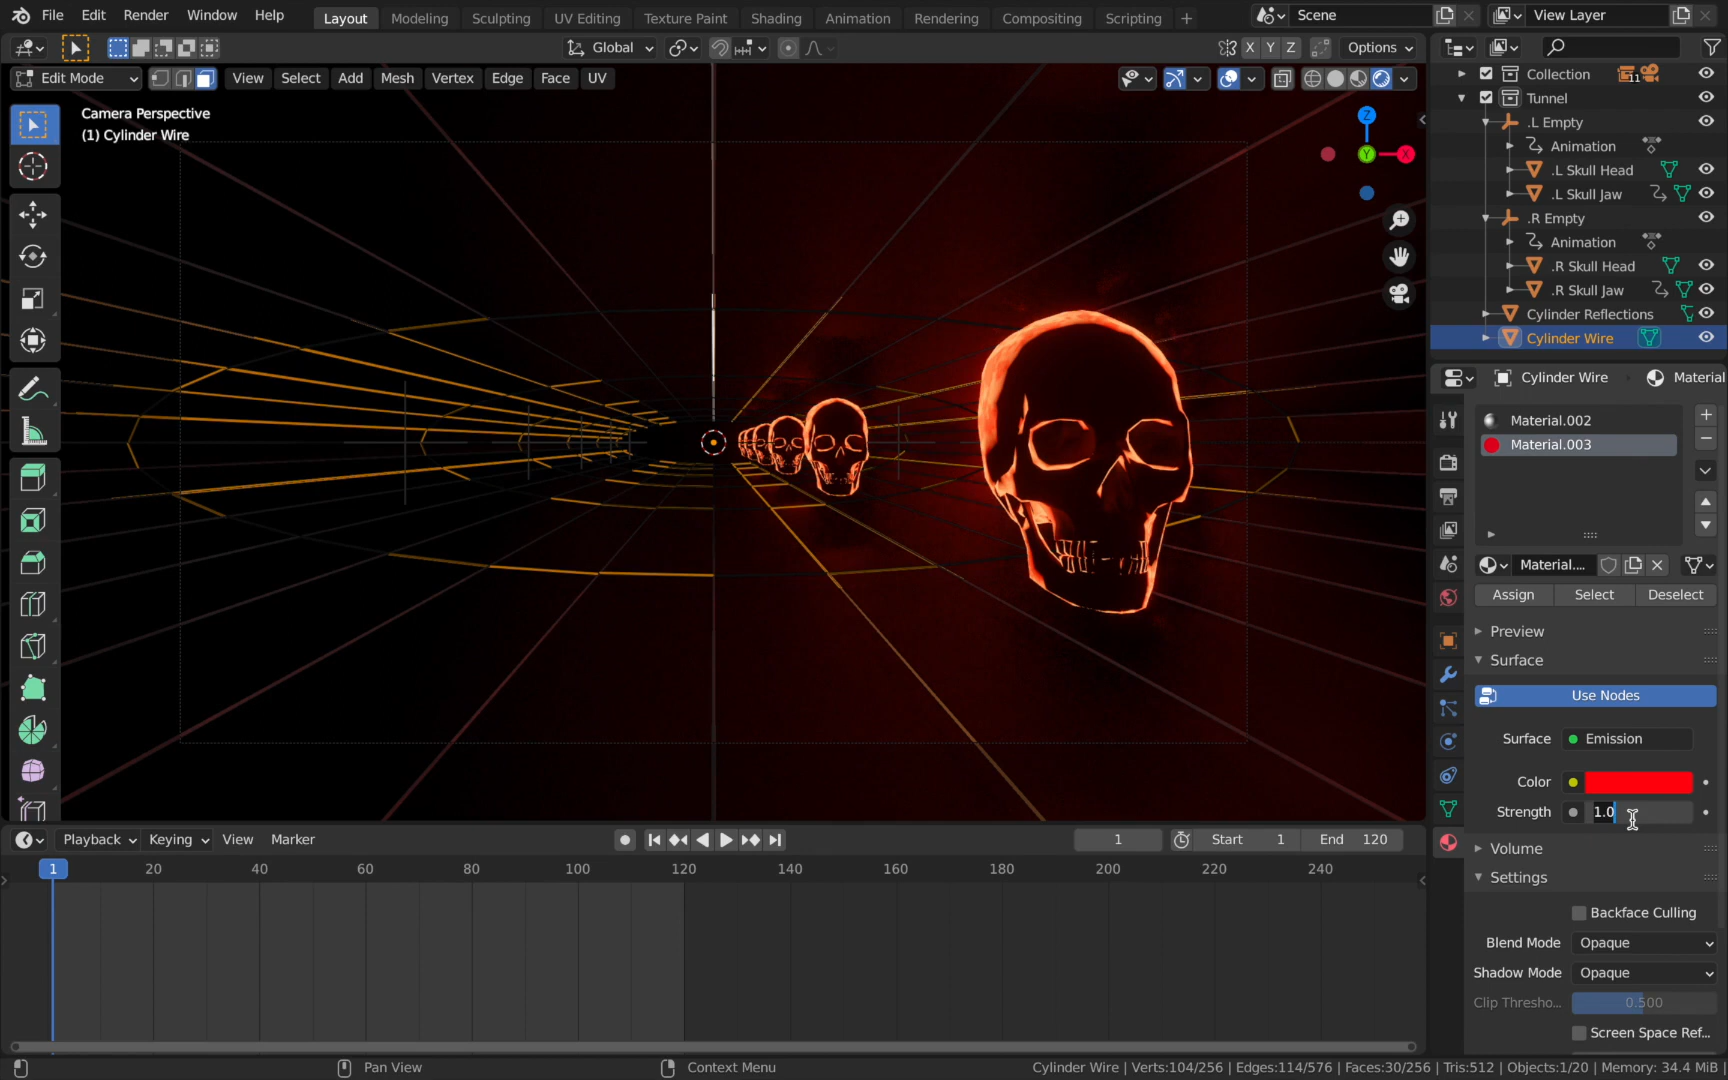 File Edit Render Window Help Layout Modeling Sculpting UV Editing Texture Paint Shading Animation Rendering Compositing Scripting + Scene View Layer
Global X Y Z Options
Edit Mode View Select Add Mesh Vertex Edge Face UV
Camera Perspective
(1) Cylinder Wire
Z
Y
X
Collection 11
Tunnel
.L Empty
Animation
.L Skull Head
.L Skull Jaw
.R Empty
Animation
.R Skull Head
.R Skull Jaw
Cylinder Reflections
Cylinder Wire
Cylinder Wire Material
Material.002
Material.003
Material....
Assign Select Deselect
Preview
Surface
Use Nodes
Surface Emission
Color
Strength 1.0
Volume
Settings
Backface Culling
Blend Mode Opaque
Shadow Mode Opaque
Clip Thresho... 0.500
Screen Space Ref...
Playback Keying View Marker 1 Start 1 End 120
1 20 40 60 80 100 120 140 160 180 200 220 240
Pan View Context Menu Cylinder Wire | Verts:104/256 | Edges:114/576 | Faces:30/256 | Tris:512 | Objects:1/20 | Memory: 34.4 MiB